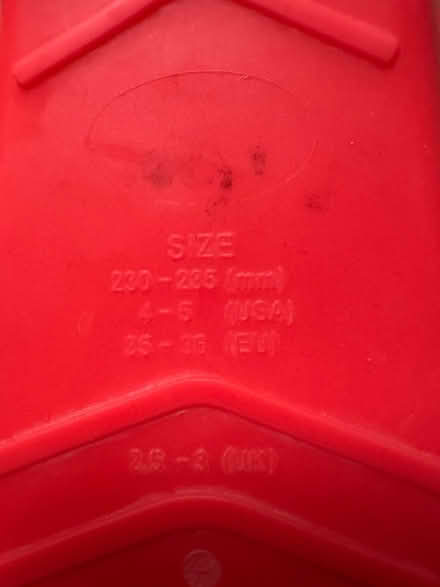 SIZE
230-235 (mm)
4-5 (USA)
35-36 (EU)
2.5-3 (UK)